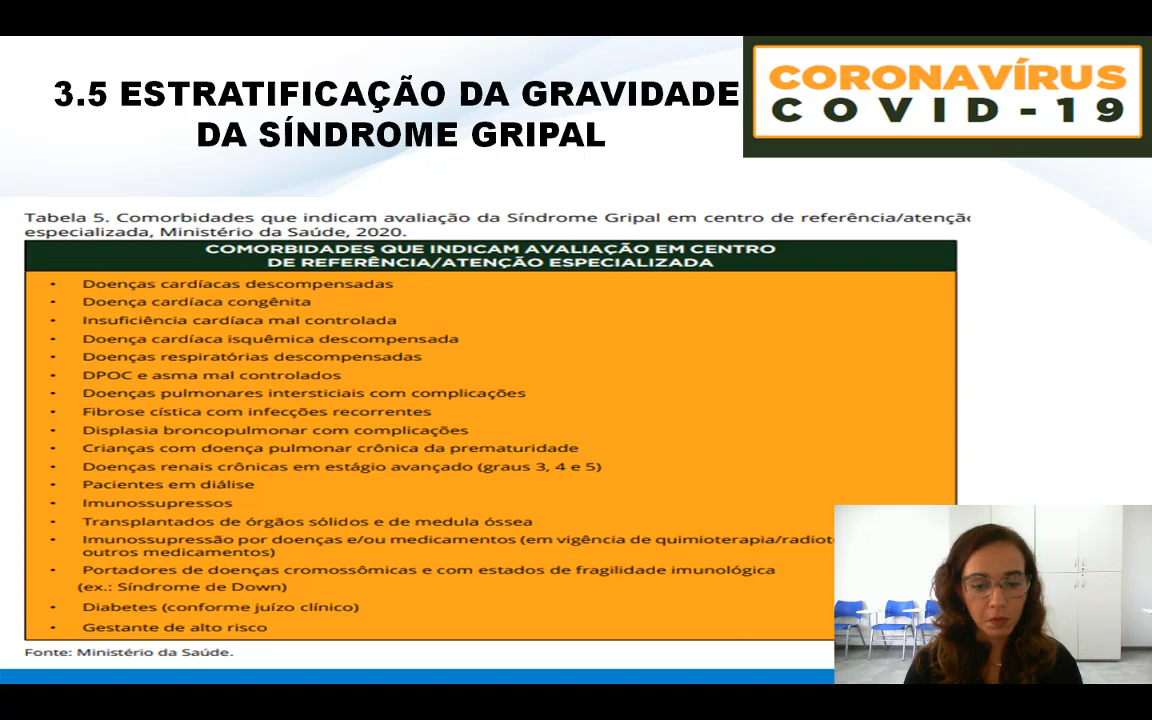 3.5 ESTRATIFICAÇÃO DA GRAVIDADE
DA SÍNDROME GRIPAL
CORONAVÍRUS
COVID-19
Tabela 5. Comorbidades que indicam avaliação da Síndrome Gripal em centro de referência/atenção
especializada, Ministério da Saúde, 2020.
COMORBIDADES QUE INDICAM AVALIAÇÃO EM CENTRO
DE REFERÊNCIA/ATENÇÃO ESPECIALIZADA
• Doenças cardíacas descompensadas
• Doença cardíaca congênita
• Insuficiência cardíaca mal controlada
• Doença cardíaca isquêmica descompensada
• Doenças respiratórias descompensadas
• DPOC e asma mal controlados
• Doenças pulmonares intersticiais com complicações
• Fibrose cística com infecções recorrentes
• Displasia broncopulmonar com complicações
• Crianças com doença pulmonar crônica da prematuridade
• Doenças renais crônicas em estágio avançado (graus 3, 4 e 5)
• Pacientes em diálise
• Imunossupressos
• Transplantados de órgãos sólidos e de medula óssea
• Imunossupressão por doenças e/ou medicamentos (em vigência de quimioterapia/
outros medicamentos)
• Portadores de doenças cromossômicas e com estados de fragilidade imunológica
(ex.: Síndrome de Down)
• Diabetes (conforme juízo clínico)
• Gestante de alto risco
Fonte: Ministério da Saúde.